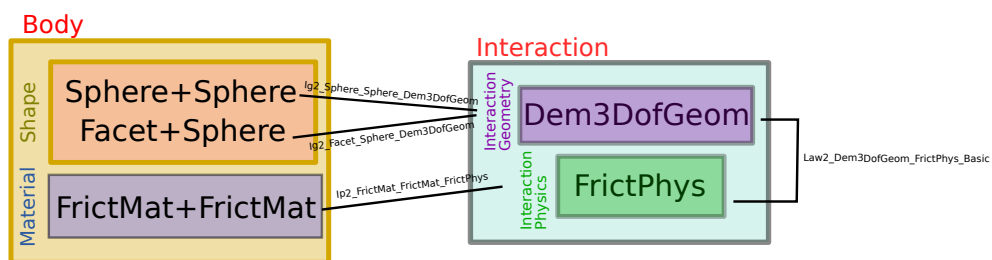 Body
Shape
Sphere+Sphere
Facet+Sphere
Material
FrictMat+FrictMat
Ig2_Sphere_Sphere_Dem3DofGeom
Ig2_Facet_Sphere_Dem3DofGeom
Ip2_FrictMat_FrictMat_FrictPhys
Interaction
Interaction
Geometry
Dem3DofGeom
Interaction
Physics
FrictPhys
Law2_Dem3DofGeom_FrictPhys_Basic